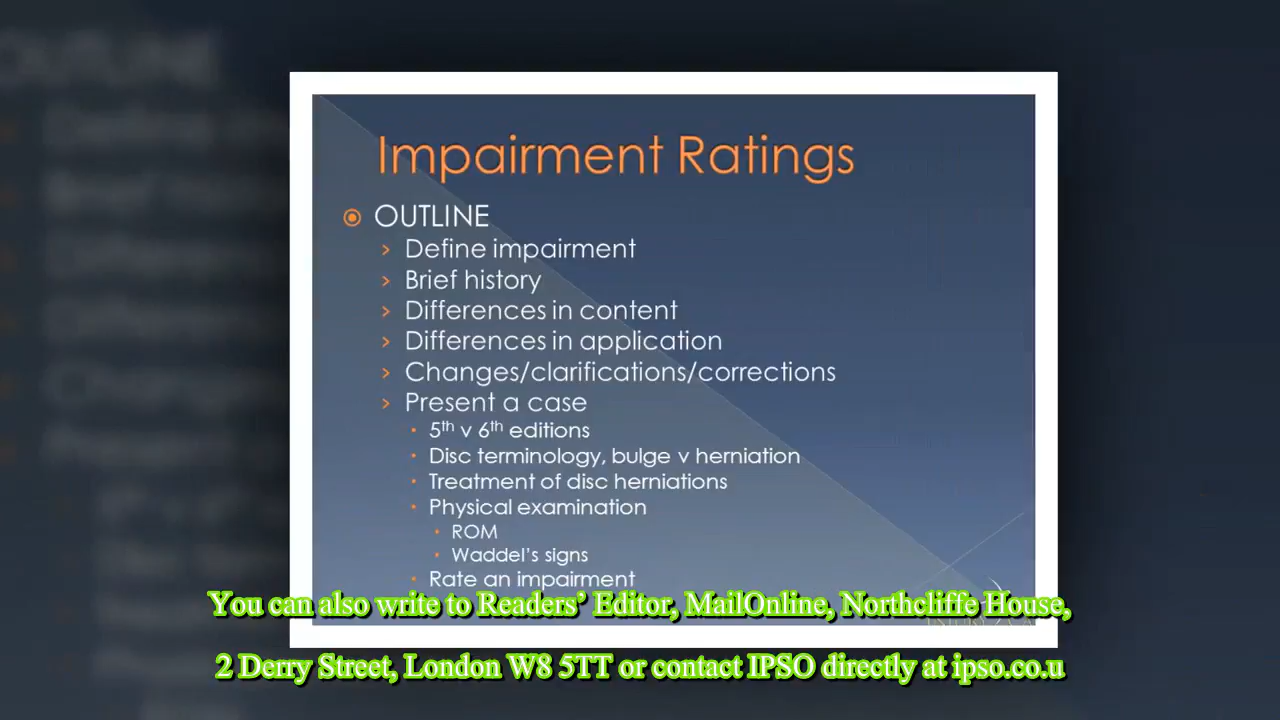 Impairment Ratings
OUTLINE
Define impairment
Brief history
Differences in content
Differences in application
Changes/clarifications/corrections
Present a case
5th v 6th editions
Disc terminology, bulge v herniation
Treatment of disc herniations
Physical examination
ROM
Waddel's signs
Rate an impairment
You can also write to Readers’ Editor, MailOnline, Northcliffe House,
2 Derry Street, London W8 5TT or contact IPSO directly at ipso.co.u